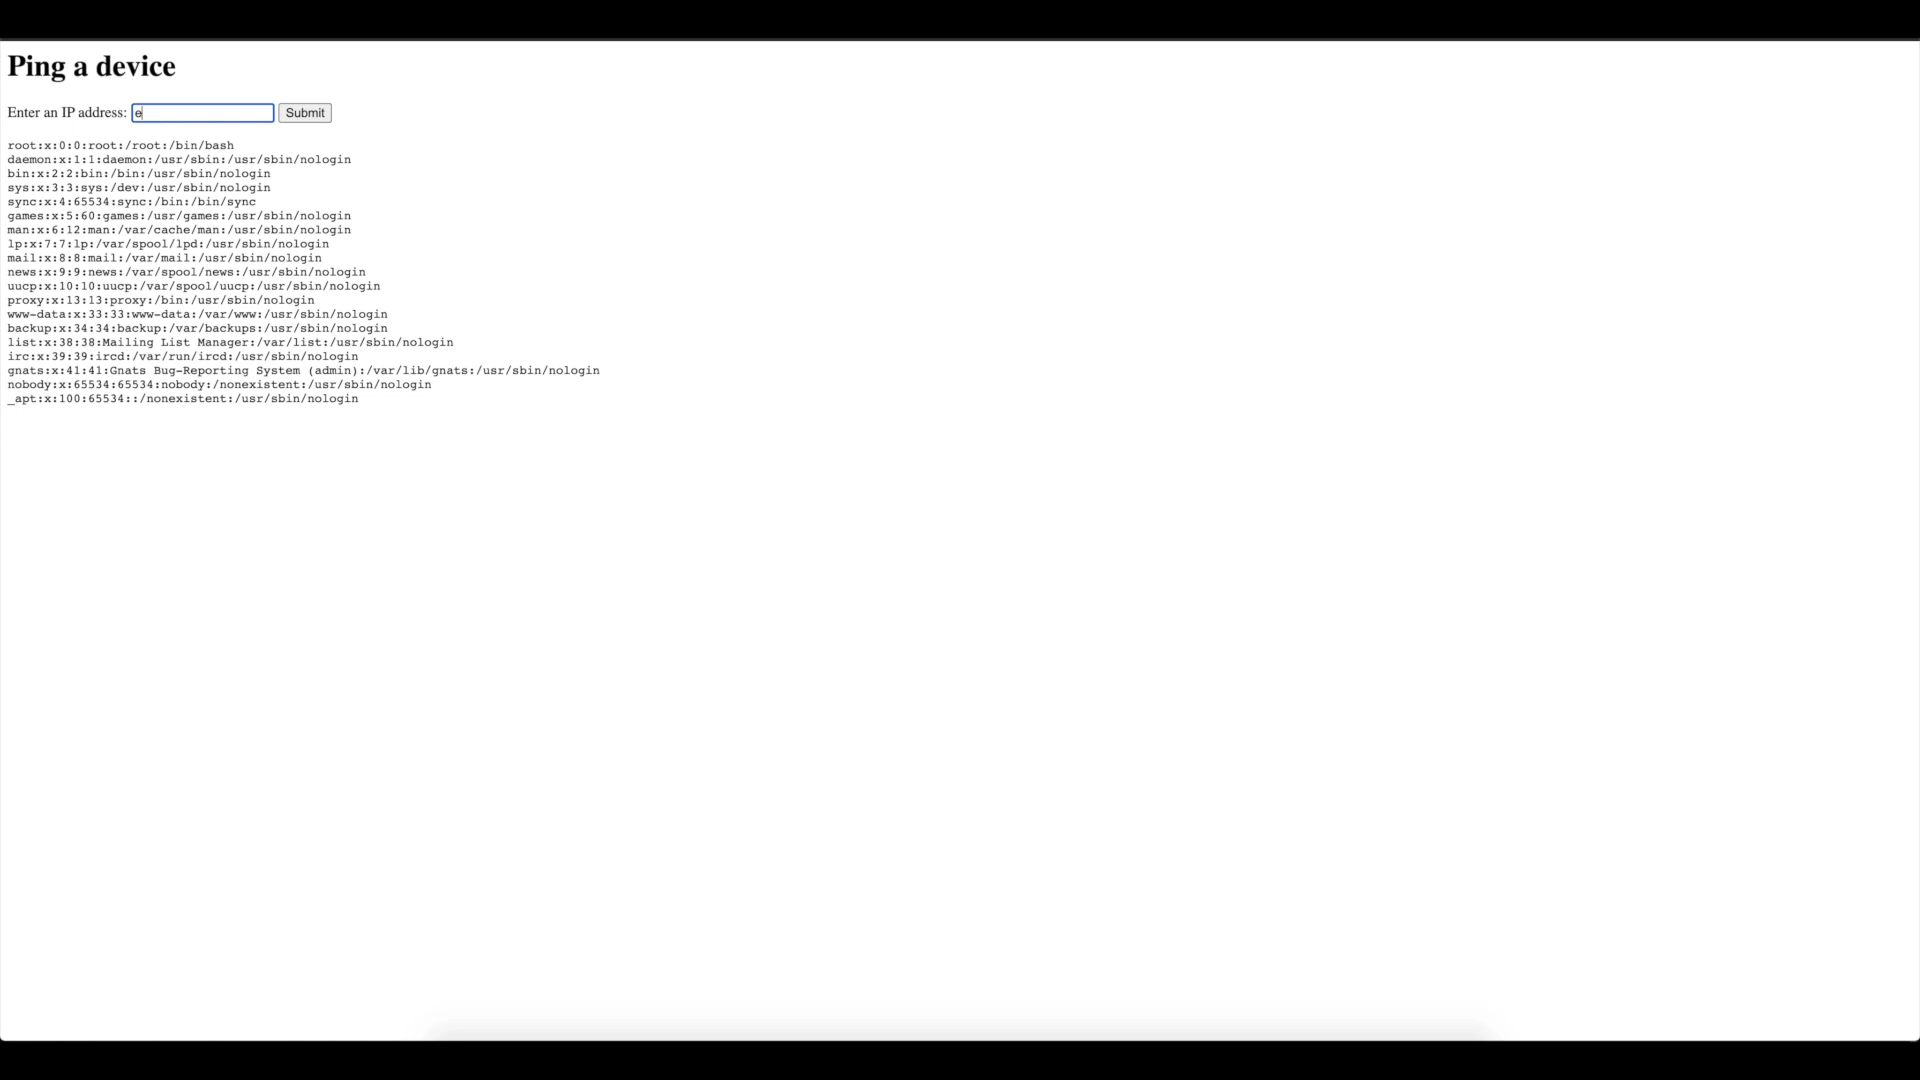 Ping a device
Enter an IP address: e Submit
root:x:0:0:root:/root:/bin/bash
daemon:x:1:1:daemon:/usr/sbin:/usr/sbin/nologin
bin:x:2:2:bin:/bin:/usr/sbin/nologin
sys:x:3:3:sys:/dev:/usr/sbin/nologin
sync:x:4:65534:sync:/bin:/bin/sync
games:x:5:60:games:/usr/games:/usr/sbin/nologin
man:x:6:12:man:/var/cache/man:/usr/sbin/nologin
lp:x:7:7:lp:/var/spool/lpd:/usr/sbin/nologin
mail:x:8:8:mail:/var/mail:/usr/sbin/nologin
news:x:9:9:news:/var/spool/news:/usr/sbin/nologin
uucp:x:10:10:uucp:/var/spool/uucp:/usr/sbin/nologin
proxy:x:13:13:proxy:/bin:/usr/sbin/nologin
www-data:x:33:33:www-data:/var/www:/usr/sbin/nologin
backup:x:34:34:backup:/var/backups:/usr/sbin/nologin
list:x:38:38:Mailing List Manager:/var/list:/usr/sbin/nologin
irc:x:39:39:ircd:/var/run/ircd:/usr/sbin/nologin
gnats:x:41:41:Gnats Bug-Reporting System (admin):/var/lib/gnats:/usr/sbin/nologin
nobody:x:65534:65534:nobody:/nonexistent:/usr/sbin/nologin
_apt:x:100:65534::/nonexistent:/usr/sbin/nologin